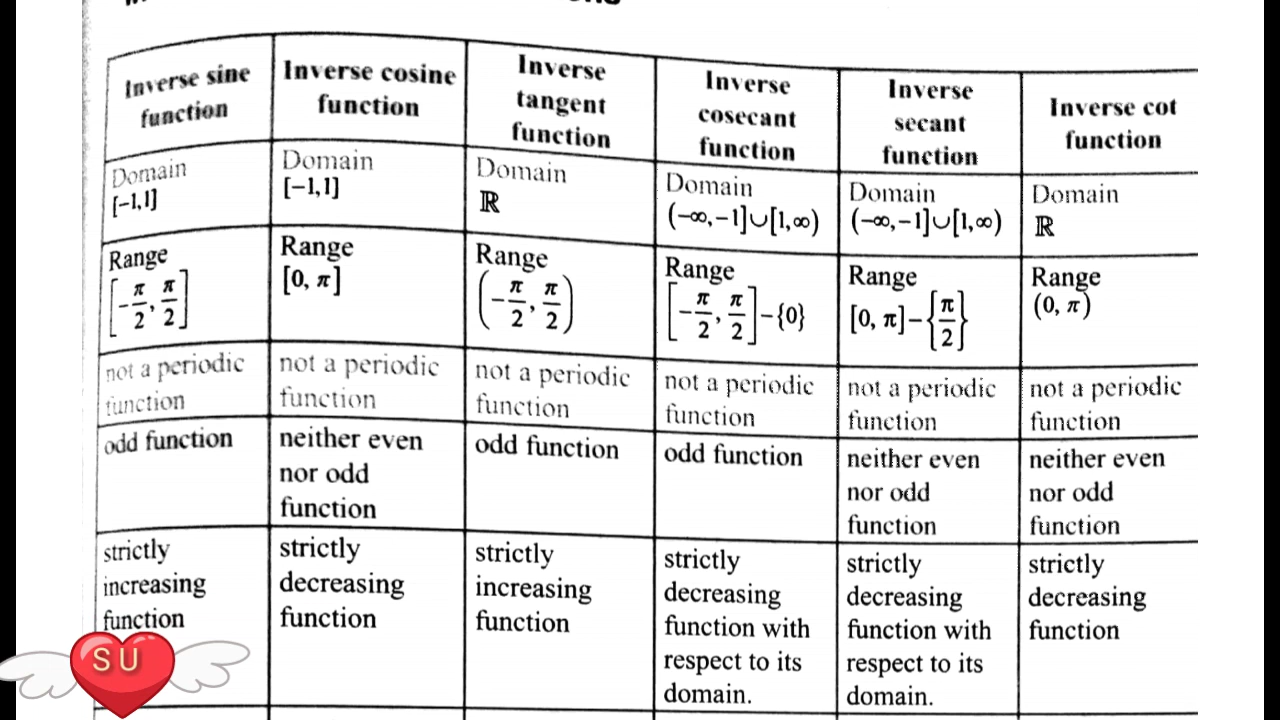 Inverse sine
function
Inverse cosine
function
Inverse
tangent
function
Inverse
cosecant
function
Inverse
secant
function
Inverse cot
function
Domain
[−1,1]
Domain
[−1,1]
Domain
ℝ
Domain
(−∞,−1]∪[1,∞)
Domain
(−∞,−1]∪[1,∞)
Domain
ℝ
Range
[−π/2, π/2]
Range
[0, π]
Range
(−π/2, π/2)
Range
[−π/2, π/2]−{0}
Range
[0, π]−{π/2}
Range
(0, π)
not a periodic
function
not a periodic
function
not a periodic
function
not a periodic
function
not a periodic
function
not a periodic
function
odd function
neither even
nor odd
function
odd function
odd function
neither even
nor odd
function
neither even
nor odd
function
strictly
increasing
function
strictly
decreasing
function
strictly
increasing
function
strictly
decreasing
function with
respect to its
domain.
strictly
decreasing
function with
respect to its
domain.
strictly
decreasing
function
SU